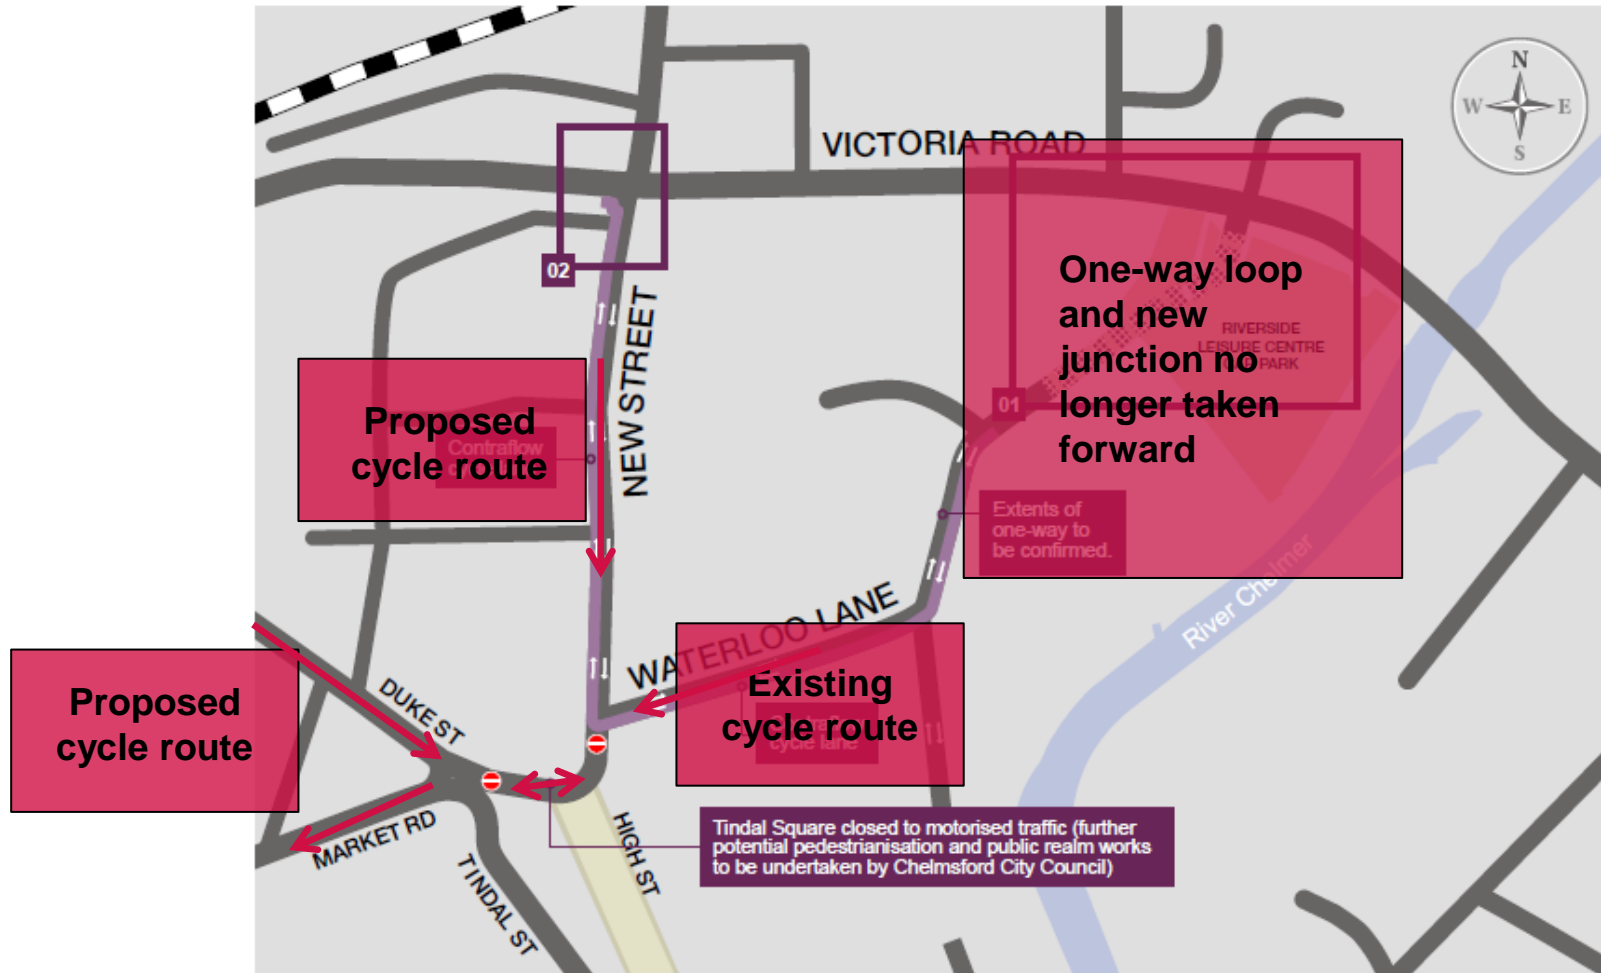 N
W
E
S
VICTORIA ROAD
02
One-way loop
and new
junction no
longer taken
forward
RIVERSIDE
LEISURE CENTRE
PARK
01
NEW STREET
Proposed
cycle route
Contraflow
Extents of
one-way to
be confirmed.
River Chelmer
WATERLOO LANE
Existing
cycle route
cycle lane
Proposed
cycle route
DUKE ST
MARKET RD
TINDAL ST
HIGH ST
Tindal Square closed to motorised traffic (further
potential pedestrianisation and public realm works
to be undertaken by Chelmsford City Council)